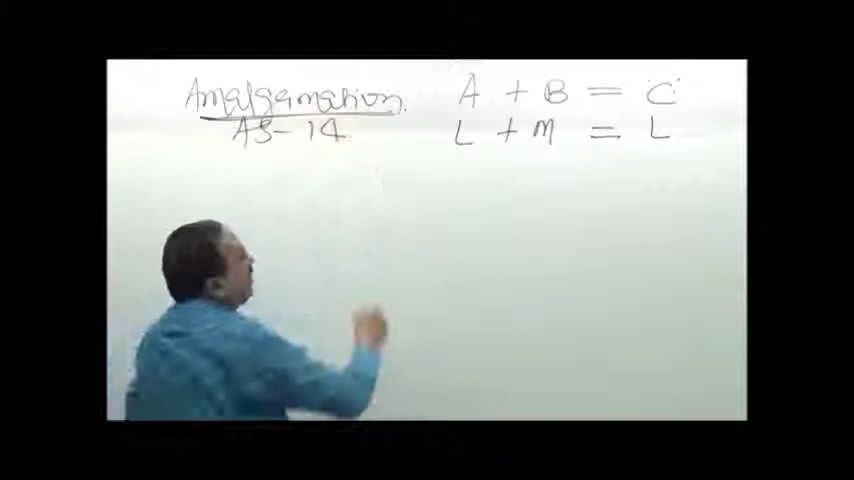 Amalgamation.
AS-14
A + B = C
L + M = L